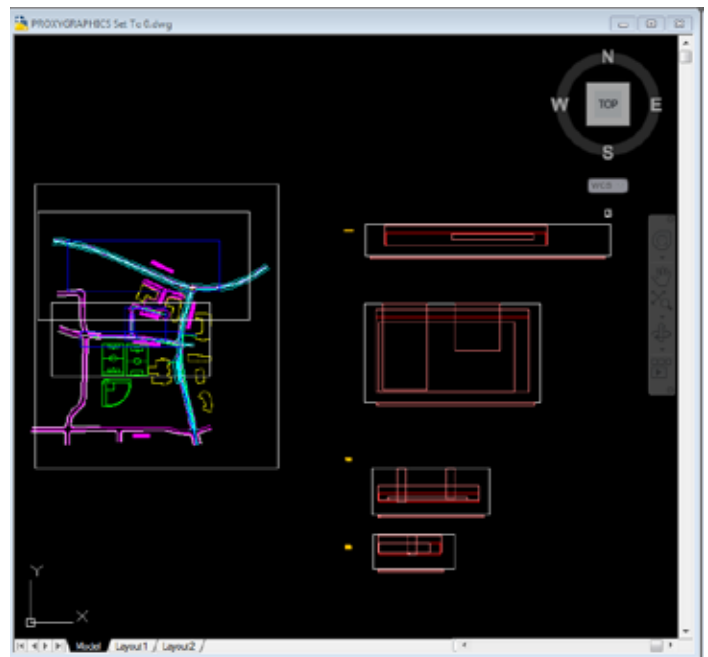 PROXYGRAPHICS Set To 0.dwg
N
W TOP E
S
WCS
Y
X
Model Layout1 Layout2